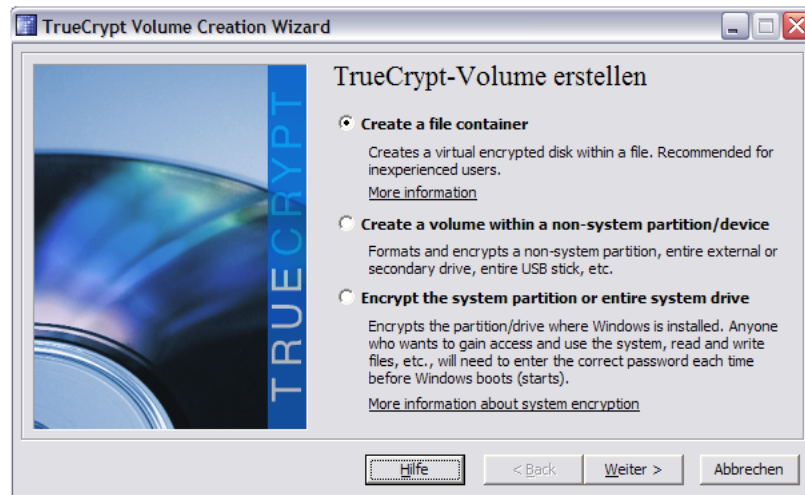 TrueCrypt Volume Creation Wizard
TRUECRYPT
TrueCrypt-Volume erstellen
Create a file container
Creates a virtual encrypted disk within a file. Recommended for
inexperienced users.
More information
Create a volume within a non-system partition/device
Formats and encrypts a non-system partition, entire external or
secondary drive, entire USB stick, etc.
Encrypt the system partition or entire system drive
Encrypts the partition/drive where Windows is installed. Anyone
who wants to gain access and use the system, read and write
files, etc., will need to enter the correct password each time
before Windows boots (starts).
More information about system encryption
Hilfe
< Back
Weiter >
Abbrechen